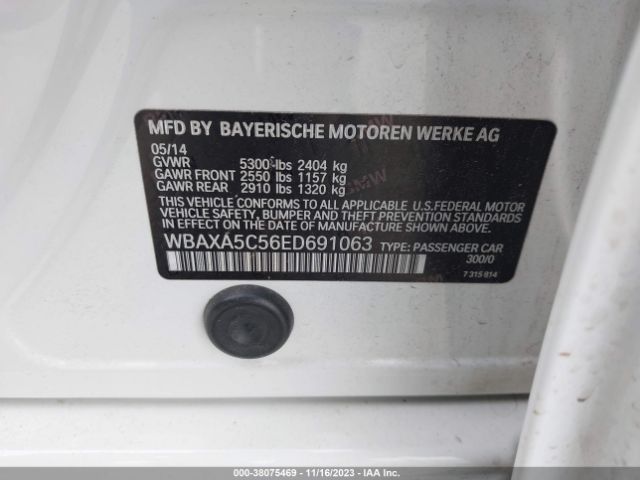 MFD BY BAYERISCHE MOTOREN WERKE AG
05/14
GVWR 5300 lbs 2404 kg
GAWR FRONT 2550 lbs 1157 kg
GAWR REAR 2910 lbs 1320 kg
THIS VEHICLE CONFORMS TO ALL APPLICABLE U.S.FEDERAL MOTOR
VEHICLE SAFETY, BUMPER AND THEFT PREVENTION STANDARDS
IN EFFECT ON THE DATE OF MANUFACTURE SHOWN ABOVE.
WBAXA5C56ED691063 TYPE: PASSENGER CAR
300/0
7 315 814
000-38075469 - 11/16/2023 - IAA Inc.